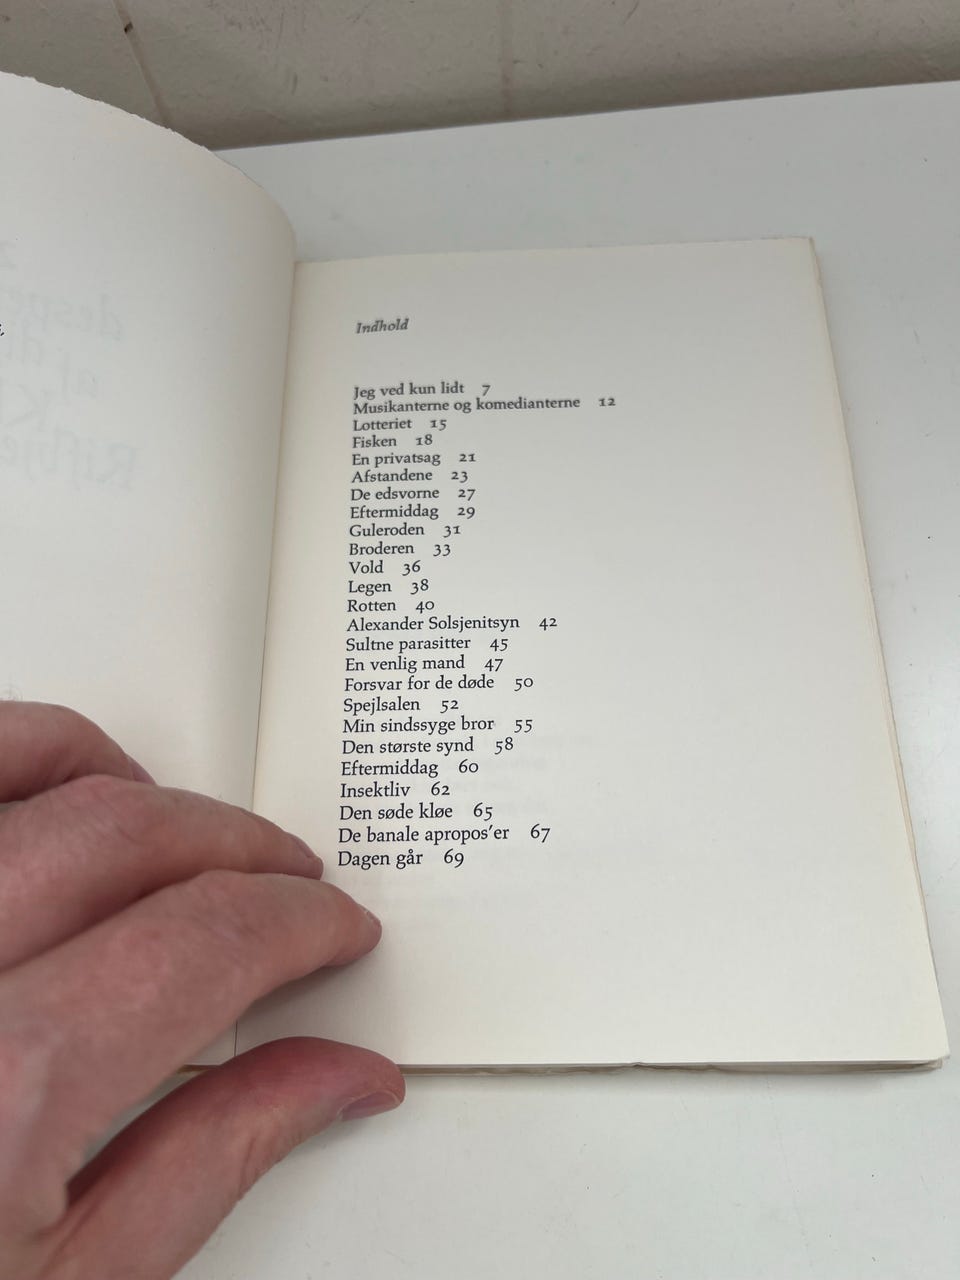 Indhold
Jeg ved kun lidt 7
Musikanterne og komedianterne 12
Lotteriet 15
Fisken 18
En privatsag 21
Afstandene 23
De edsvorne 27
Eftermiddag 29
Guleroden 31
Broderen 33
Vold 36
Legen 38
Rotten 40
Alexander Solsjenitsyn 42
Sultne parasitter 45
En venlig mand 47
Forsvar for de døde 50
Spejlsalen 52
Min sindssyge bror 55
Den største synd 58
Eftermiddag 60
Insektliv 62
Den søde kløe 65
De banale apropos'er 67
Dagen går 69